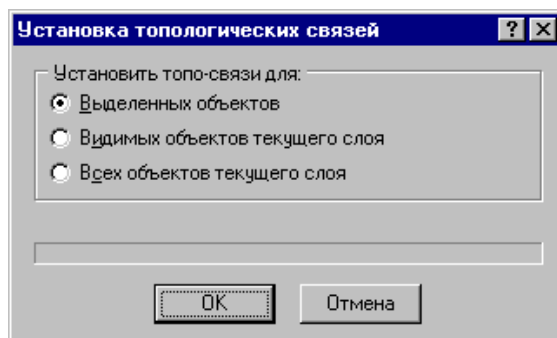 Установка топологических связей
Установить топо-связи для:
Выделенных объектов
Видимых объектов текущего слоя
Всех объектов текущего слоя
OK Отмена